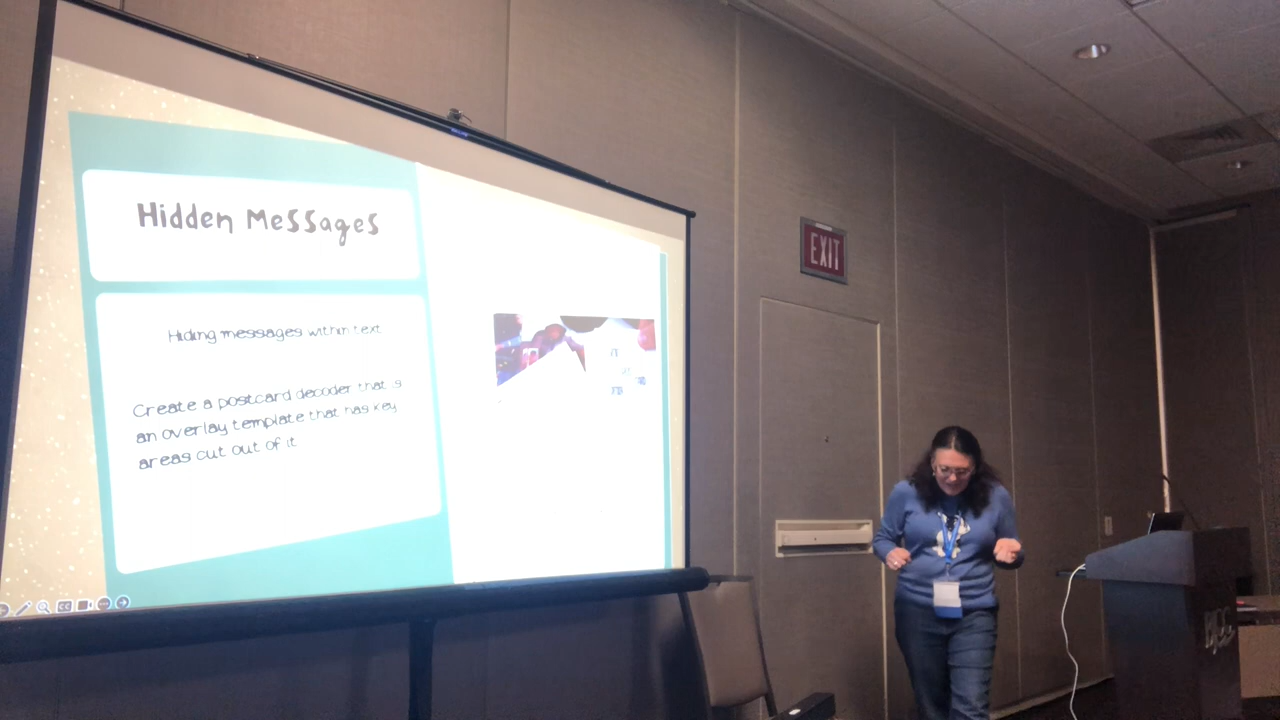 Hidden Messages
Hiding messages within text
Create a postcard decoder that is
an overlay template that has key
areas cut out of it
CC
EXIT